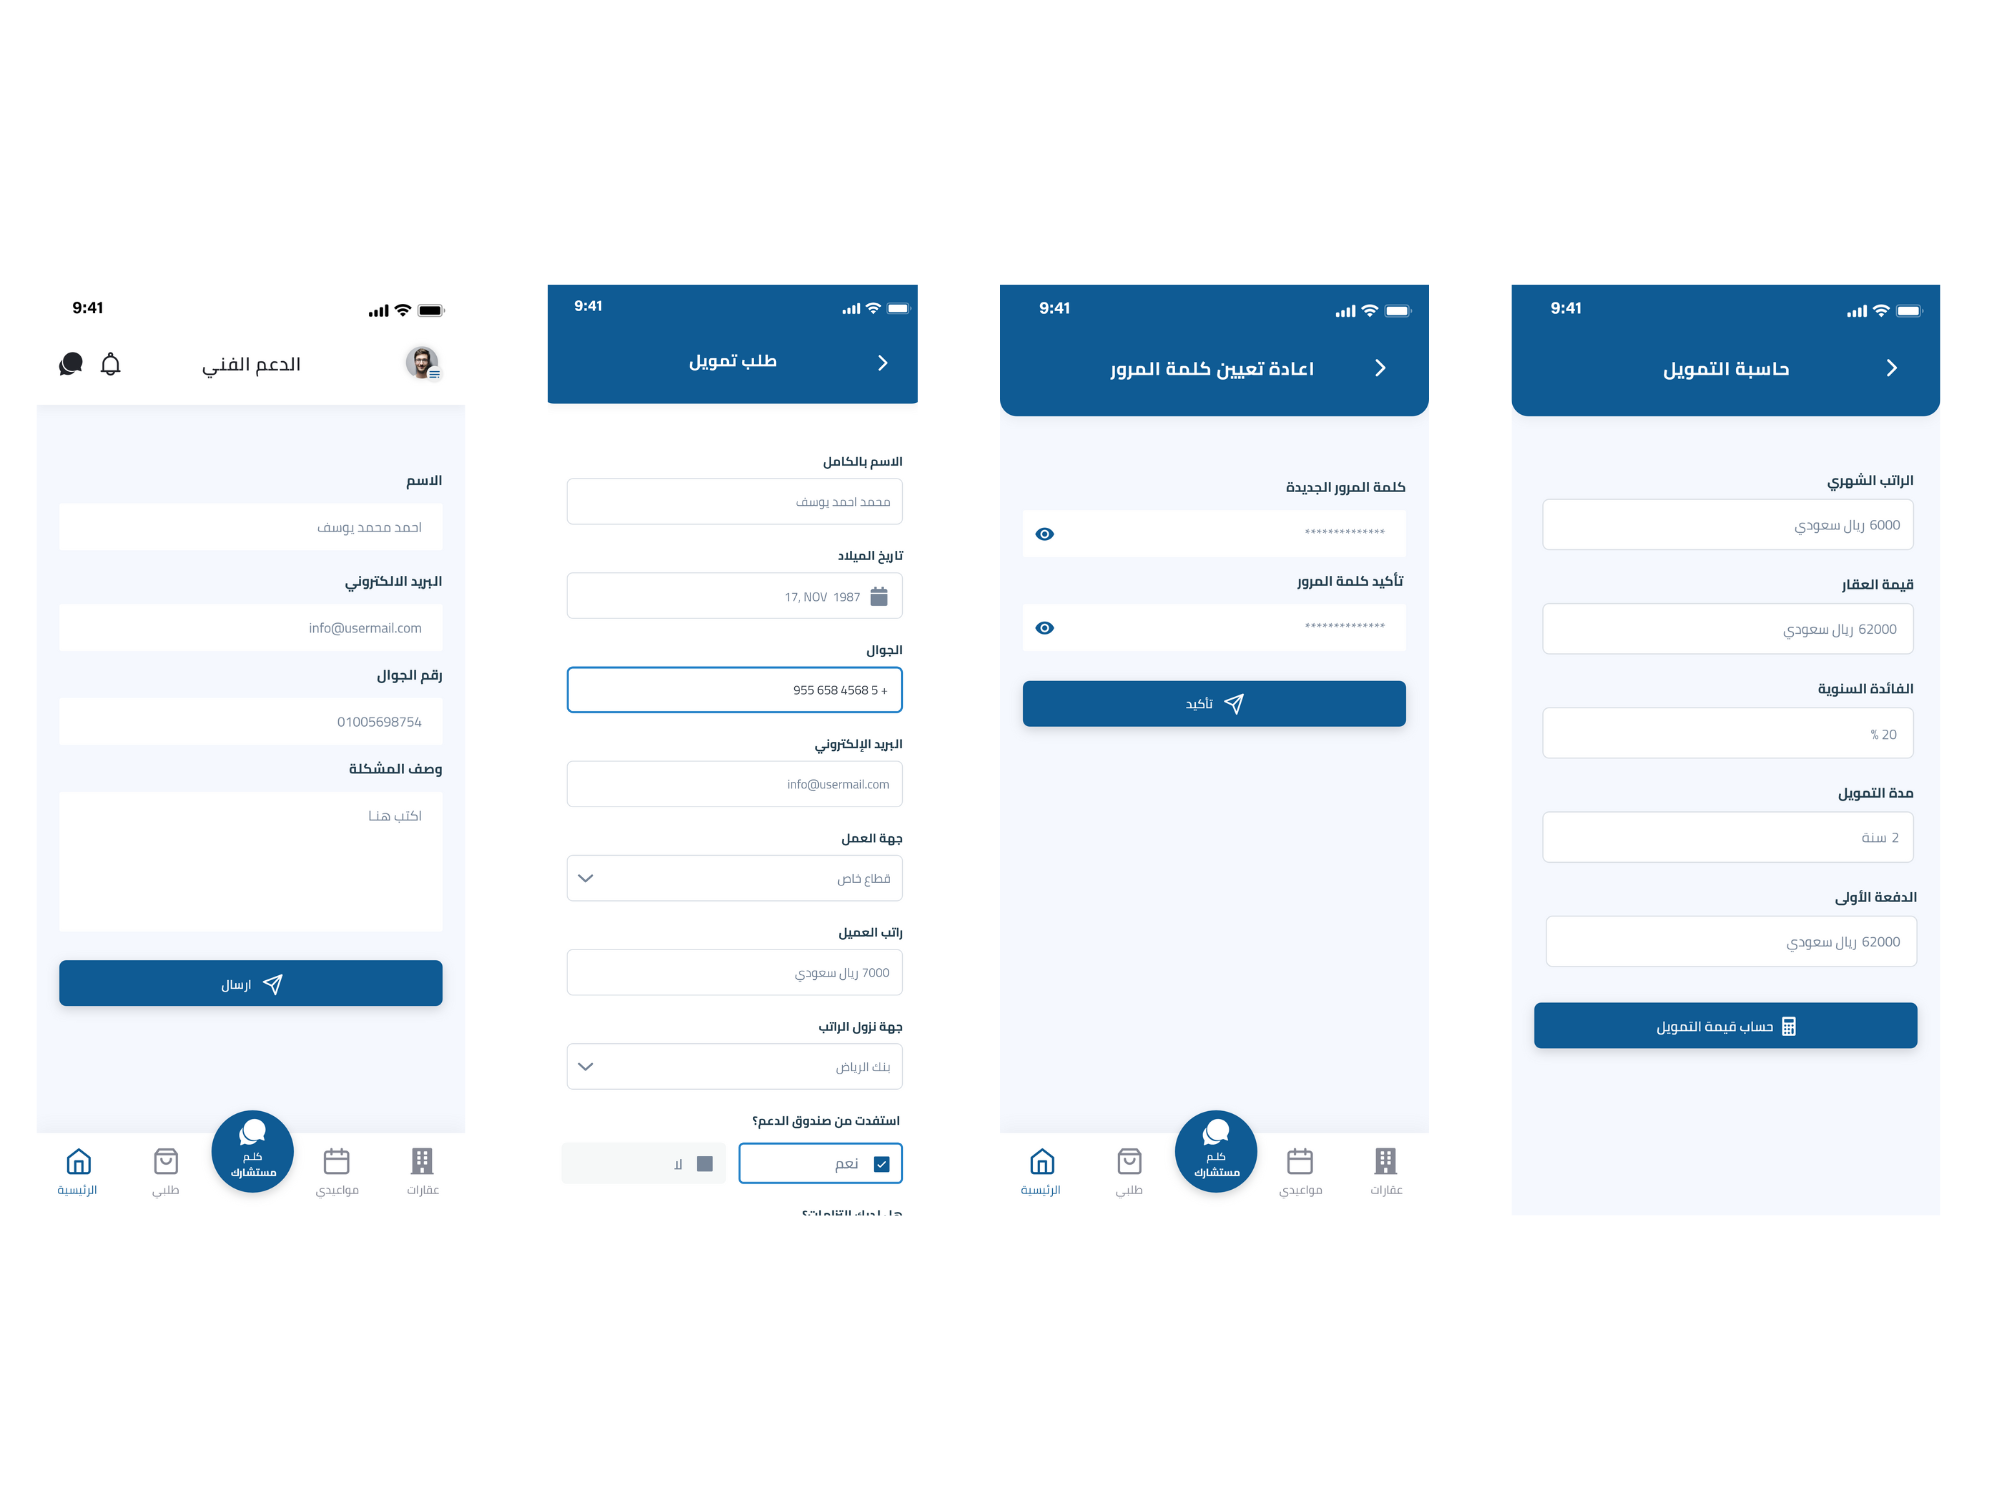 9:41
الدعم الفني
الاسم
احمد محمد يوسف
البريد الالكتروني
info@usermail.com
رقم الجوال
01005698754
وصف المشكلة
اكتب هنا
ارسال
كلم
مستشارك
عقارات
مواعيدي
طلبي
الرئيسية
9:41
طلب تمويل
الاسم بالكامل
محمد احمد يوسف
تاريخ الميلاد
17, NOV 1987
الجوال
955 658 4568 5 +
البريد الإلكتروني
info@usermail.com
جهة العمل
قطاع خاص
راتب العميل
7000 ريال سعودي
جهة نزول الراتب
بنك الرياض
استفدت من صندوق الدعم؟
نعم
لا
هل لديك التزامات؟
9:41
اعادة تعيين كلمة المرور
كلمة المرور الجديدة
**************
تأكيد كلمة المرور
**************
تأكيد
كلم
مستشارك
عقارات
مواعيدي
طلبي
الرئيسية
9:41
حاسبة التمويل
الراتب الشهري
6000 ريال سعودي
قيمة العقار
62000 ريال سعودي
الفائدة السنوية
% 20
مدة التمويل
2 سنة
الدفعة الأولى
62000 ريال سعودي
حساب قيمة التمويل